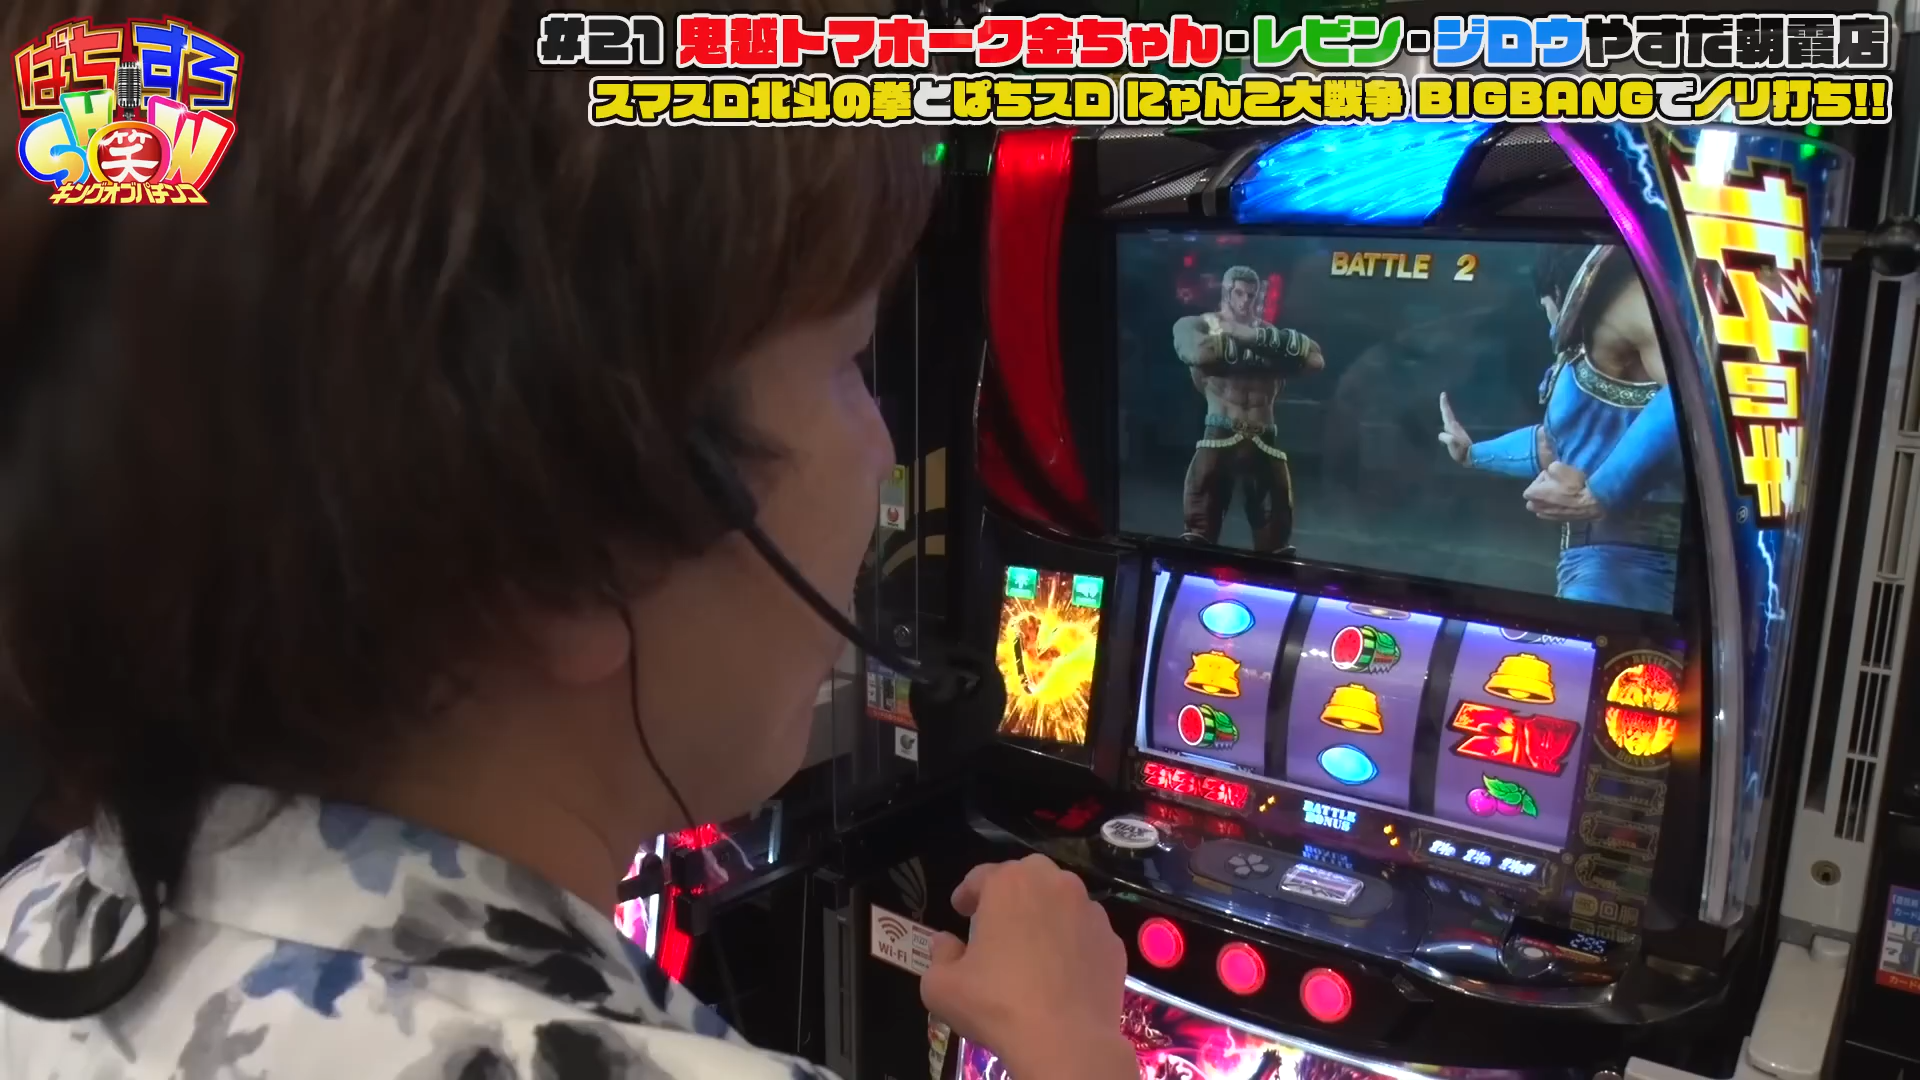 ぱちすろ
SHOW
笑
キングオブパチンコ
#21 鬼越トマホーク金ちゃん・レビン・ジロウやすだ朝霞店
スマスロ北斗の拳とぱちスロ にゃんこ大戦争 BIGBANGでノリ打ち!!
BATTLE 2
BATTLE
BONUS
MAX
BET
Wi-Fi
295